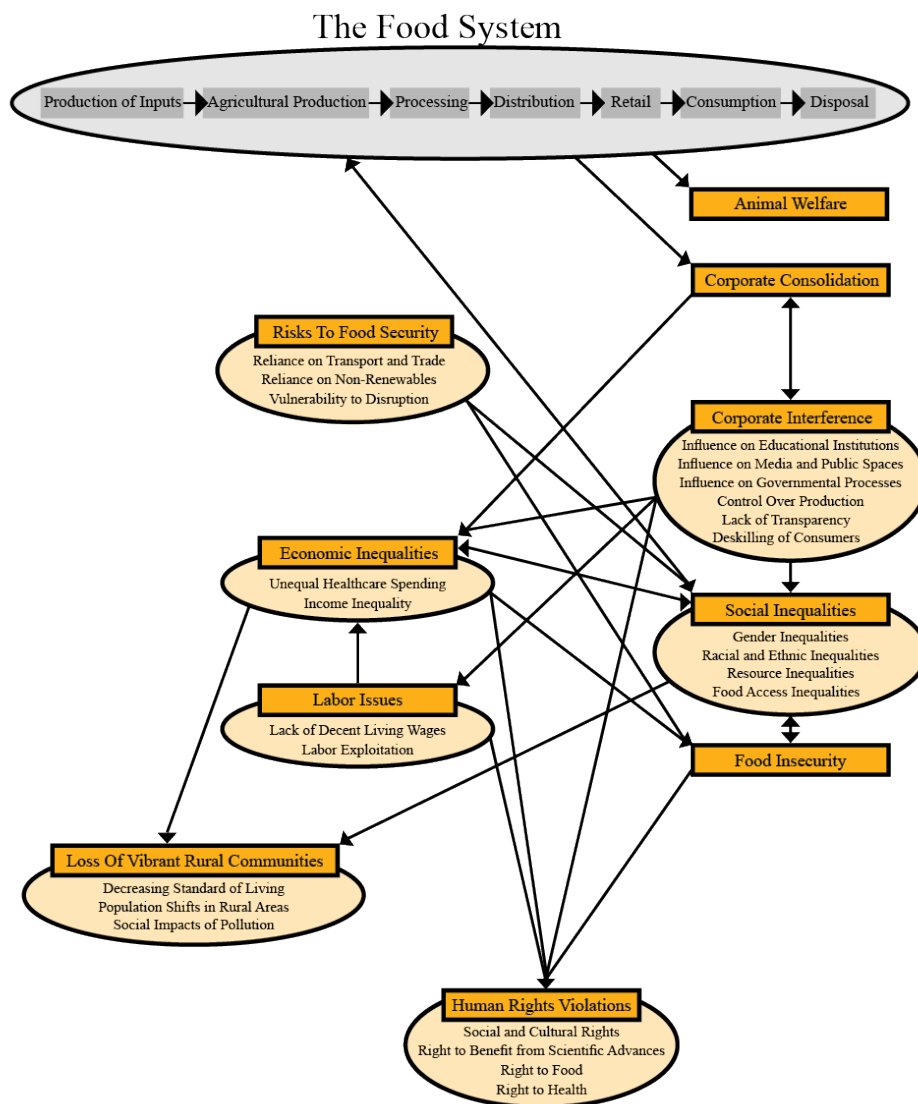 The Food System
Production of Inputs
Agricultural Production
Processing
Distribution
Retail
Consumption
Disposal
Animal Welfare
Corporate Consolidation
Risks To Food Security
Reliance on Transport and Trade
Reliance on Non-Renewables
Vulnerability to Disruption
Corporate Interference
Influence on Educational Institutions
Influence on Media and Public Spaces
Influence on Governmental Processes
Control Over Production
Lack of Transparency
Deskilling of Consumers
Economic Inequalities
Unequal Healthcare Spending
Income Inequality
Social Inequalities
Gender Inequalities
Racial and Ethnic Inequalities
Resource Inequalities
Food Access Inequalities
Labor Issues
Lack of Decent Living Wages
Labor Exploitation
Food Insecurity
Loss Of Vibrant Rural Communities
Decreasing Standard of Living
Population Shifts in Rural Areas
Social Impacts of Pollution
Human Rights Violations
Social and Cultural Rights
Right to Benefit from Scientific Advances
Right to Food
Right to Health